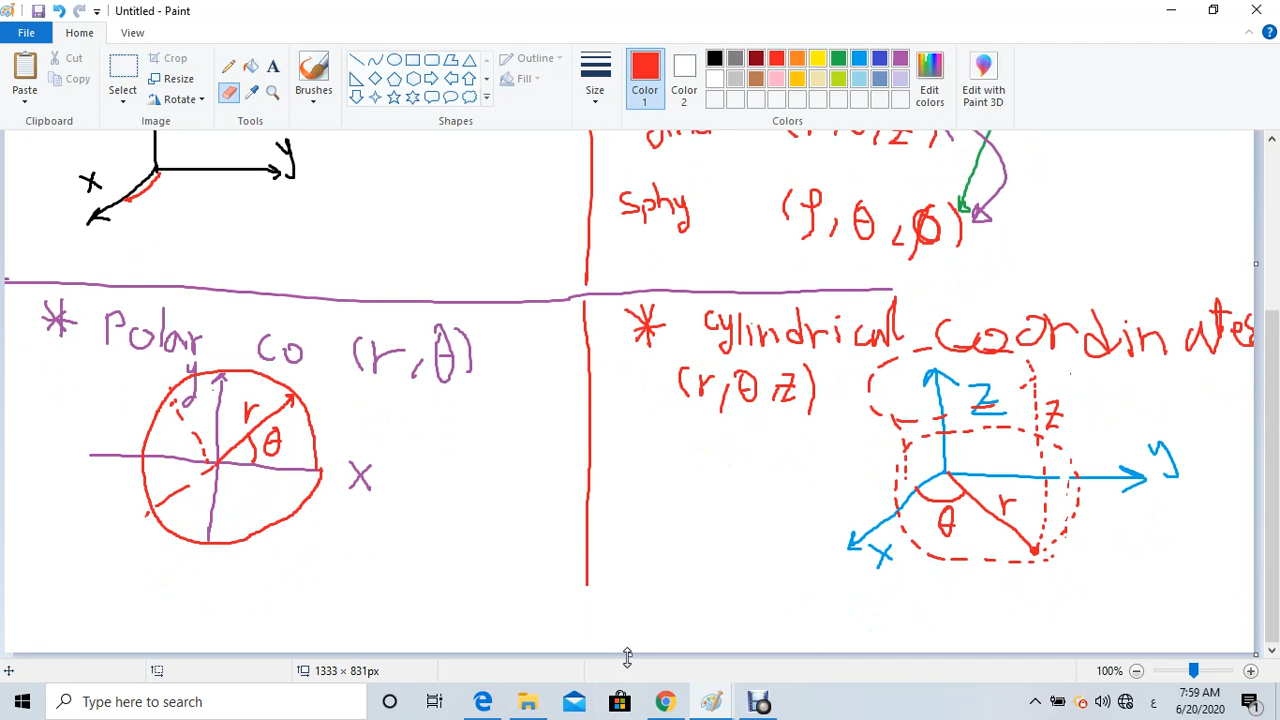 Untitled - Paint
File
Home
View
Paste
Cut
Copy
Clipboard
Select
Crop
Resize
Rotate
Image
Tools
Brushes
Outline
Fill
Shapes
Size
Color 1
Color 2
Edit colors
Edit with Paint 3D
Colors
x
y
Sphy (ρ, θ, ϕ)
* Polar co (r, θ)
y
r
θ
x
* Cylindrical coordinates
(r, θ, z)
z
z
y
r
θ
x
1333 × 831px
100%
Type here to search
ع
7:59 AM
6/20/2020